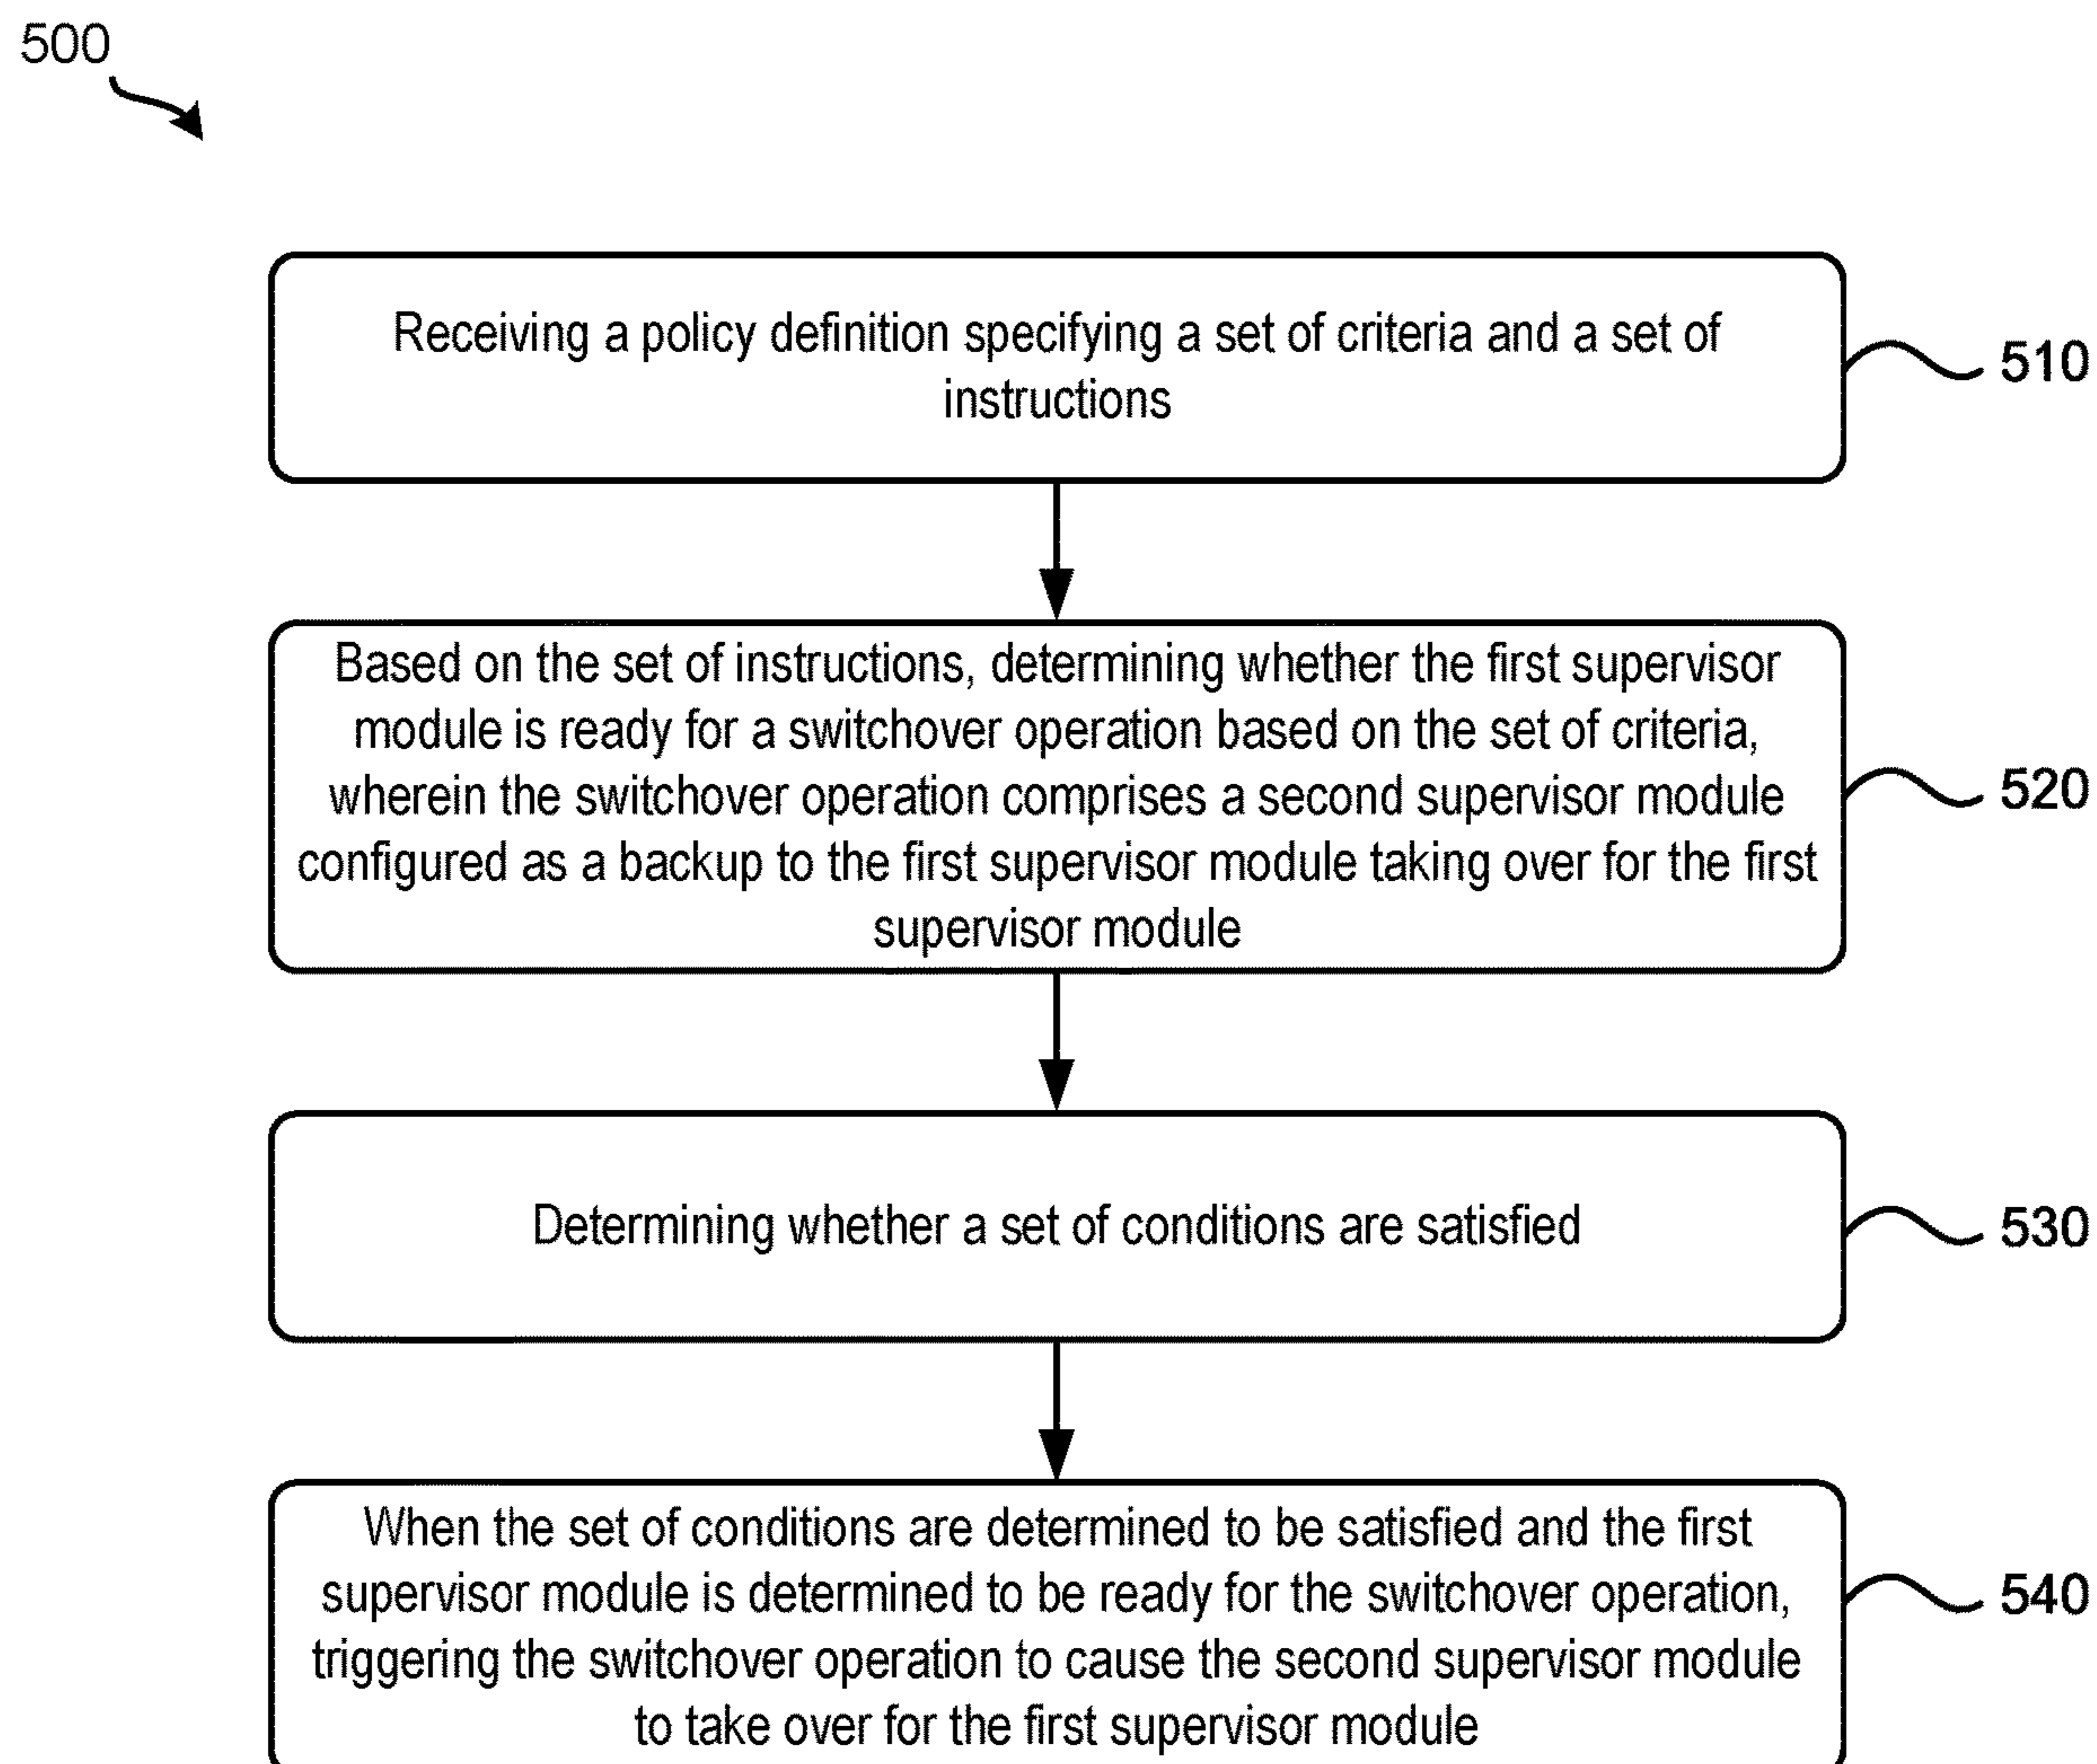 500
Receiving a policy definition specifying a set of criteria and a set of
instructions
510
Based on the set of instructions, determining whether the first supervisor
module is ready for a switchover operation based on the set of criteria,
wherein the switchover operation comprises a second supervisor module
configured as a backup to the first supervisor module taking over for the first
supervisor module
520
Determining whether a set of conditions are satisfied
530
When the set of conditions are determined to be satisfied and the first
supervisor module is determined to be ready for the switchover operation,
triggering the switchover operation to cause the second supervisor module
to take over for the first supervisor module
540